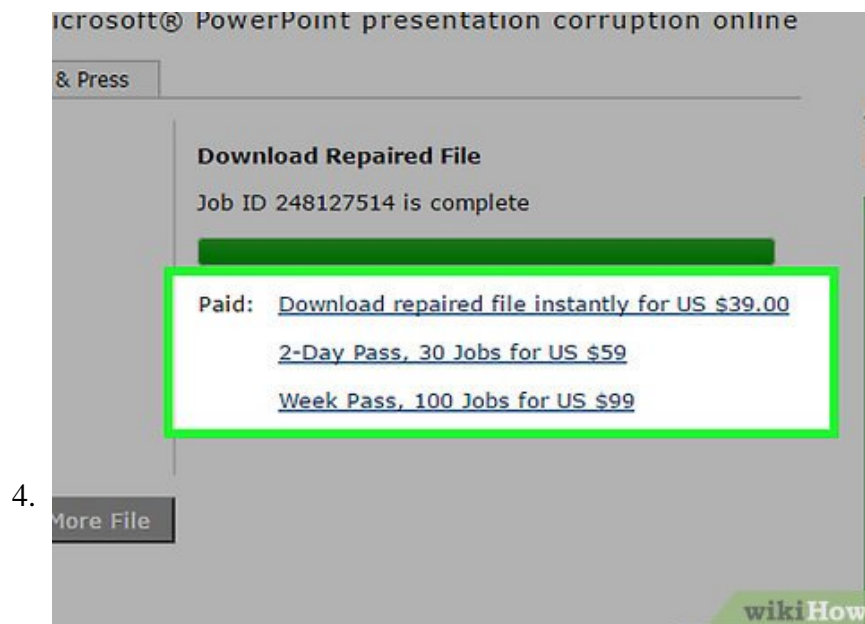 icrosoft® PowerPoint presentation corruption online
& Press
Download Repaired File
Job ID 248127514 is complete
Paid: Download repaired file instantly for US $39.00
2-Day Pass, 30 Jobs for US $59
Week Pass, 100 Jobs for US $99
4.
More File
wikiHow